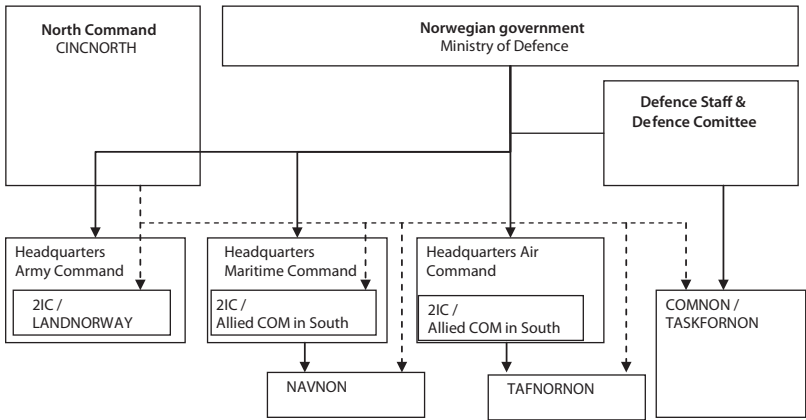 North Command
CINCNORTH
Norwegian government
Ministry of Defence
Defence Staff &
Defence Comittee
Headquarters
Army Command
2IC /
LANDNORWAY
Headquarters
Maritime Command
2IC /
Allied COM in South
Headquarters Air
Command
2IC /
Allied COM in South
COMNON /
TASKFORNON
NAVNON
TAFNORNON